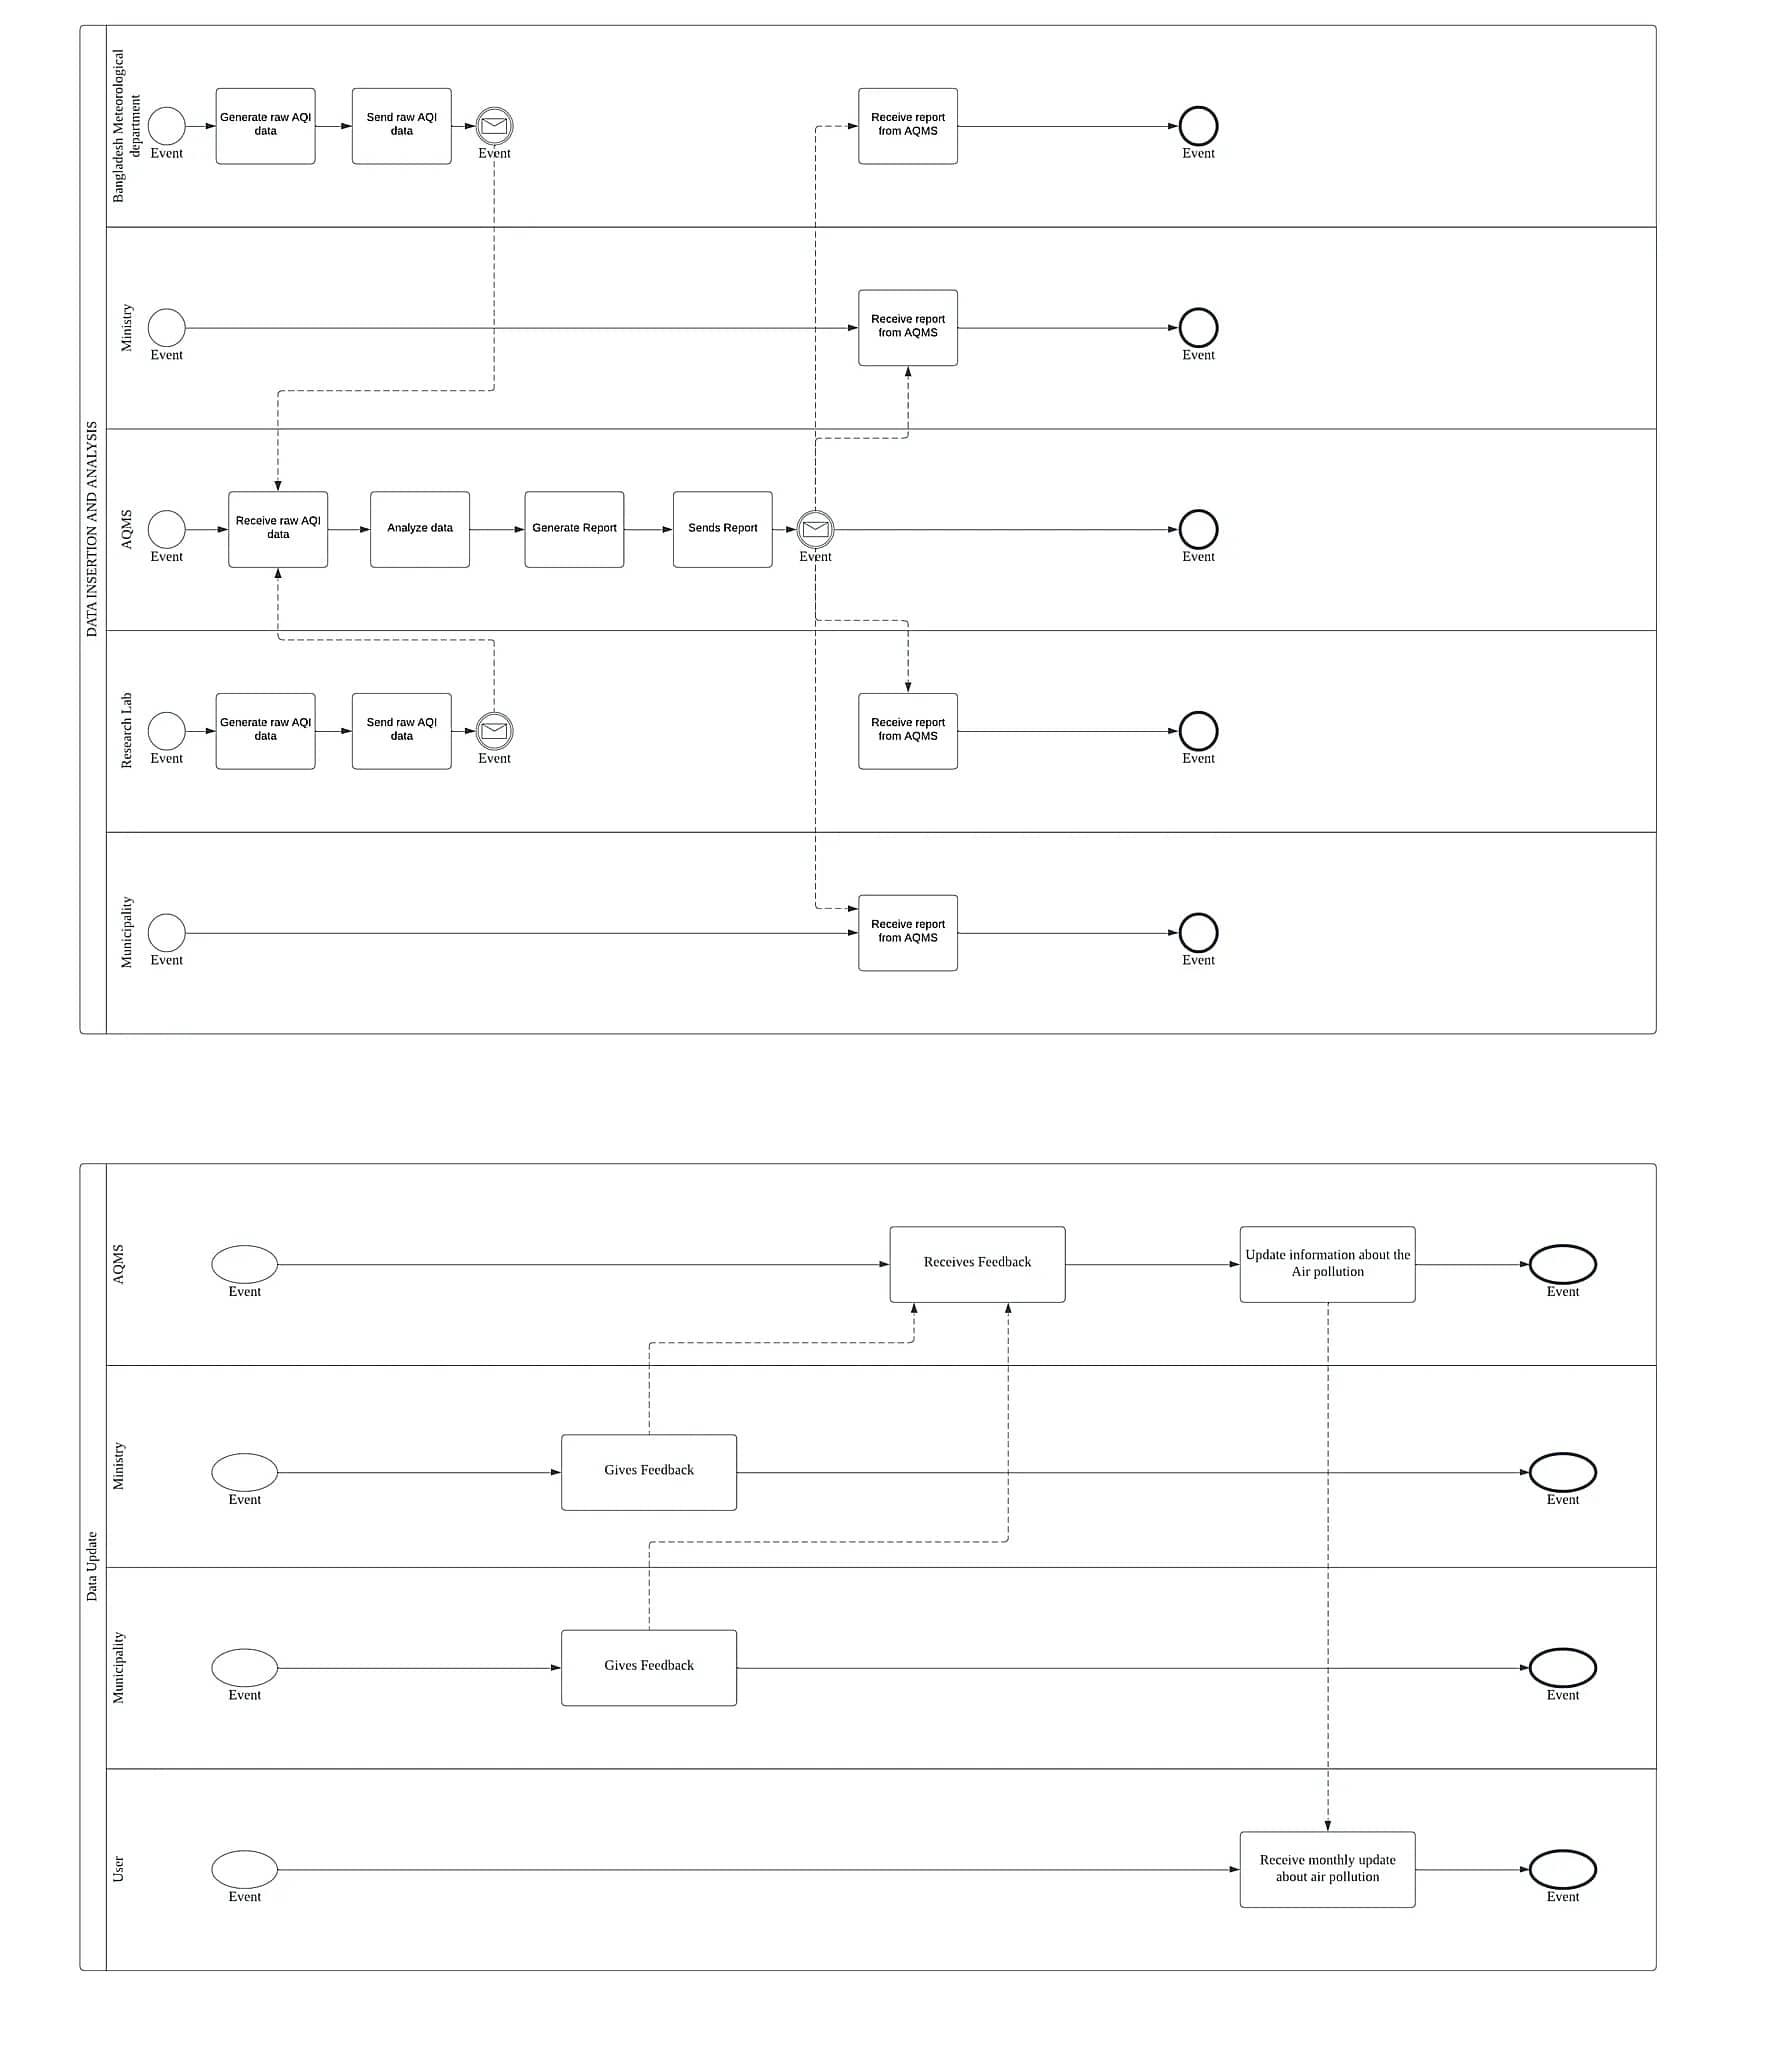 DATA INSERTION AND ANALYSIS
Bangladesh Meteorological
department
Event
Generate raw AQI
data
Send raw AQI
data
Event
Receive report
from AQMS
Event
Ministry
Event
Receive report
from AQMS
Event
AQMS
Event
Receive raw AQI
data
Analyze data
Generate Report
Sends Report
Event
Event
Research Lab
Event
Generate raw AQI
data
Send raw AQI
data
Event
Receive report
from AQMS
Event
Municipality
Event
Receive report
from AQMS
Event
Data Update
AQMS
Event
Receives Feedback
Update information about the
Air pollution
Event
Ministry
Event
Gives Feedback
Event
Municipality
Event
Gives Feedback
Event
User
Event
Receive monthly update
about air pollution
Event